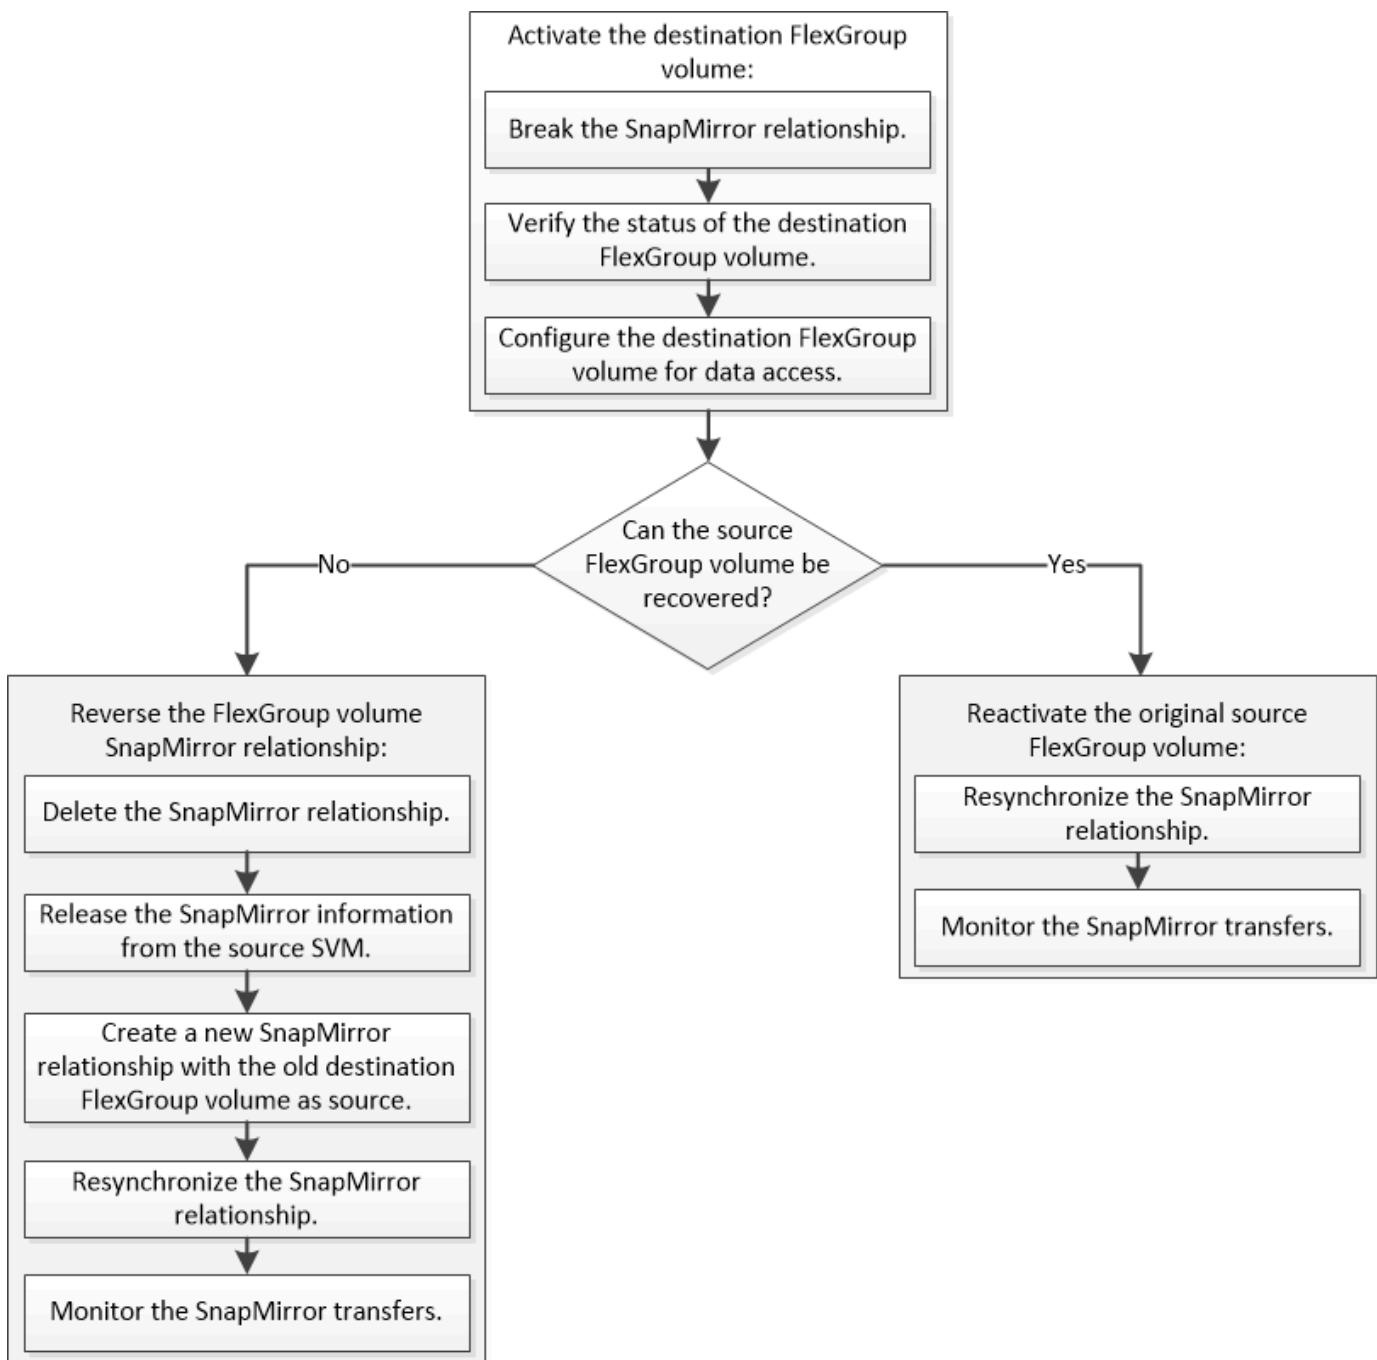 Activate the destination FlexGroup
volume:
Break the SnapMirror relationship.
Verify the status of the destination
FlexGroup volume.
Configure the destination FlexGroup
volume for data access.
Can the source
FlexGroup volume be
recovered?
No
Yes
Reverse the FlexGroup volume
SnapMirror relationship:
Delete the SnapMirror relationship.
Release the SnapMirror information
from the source SVM.
Create a new SnapMirror
relationship with the old destination
FlexGroup volume as source.
Resynchronize the SnapMirror
relationship.
Monitor the SnapMirror transfers.
Reactivate the original source
FlexGroup volume:
Resynchronize the SnapMirror
relationship.
Monitor the SnapMirror transfers.